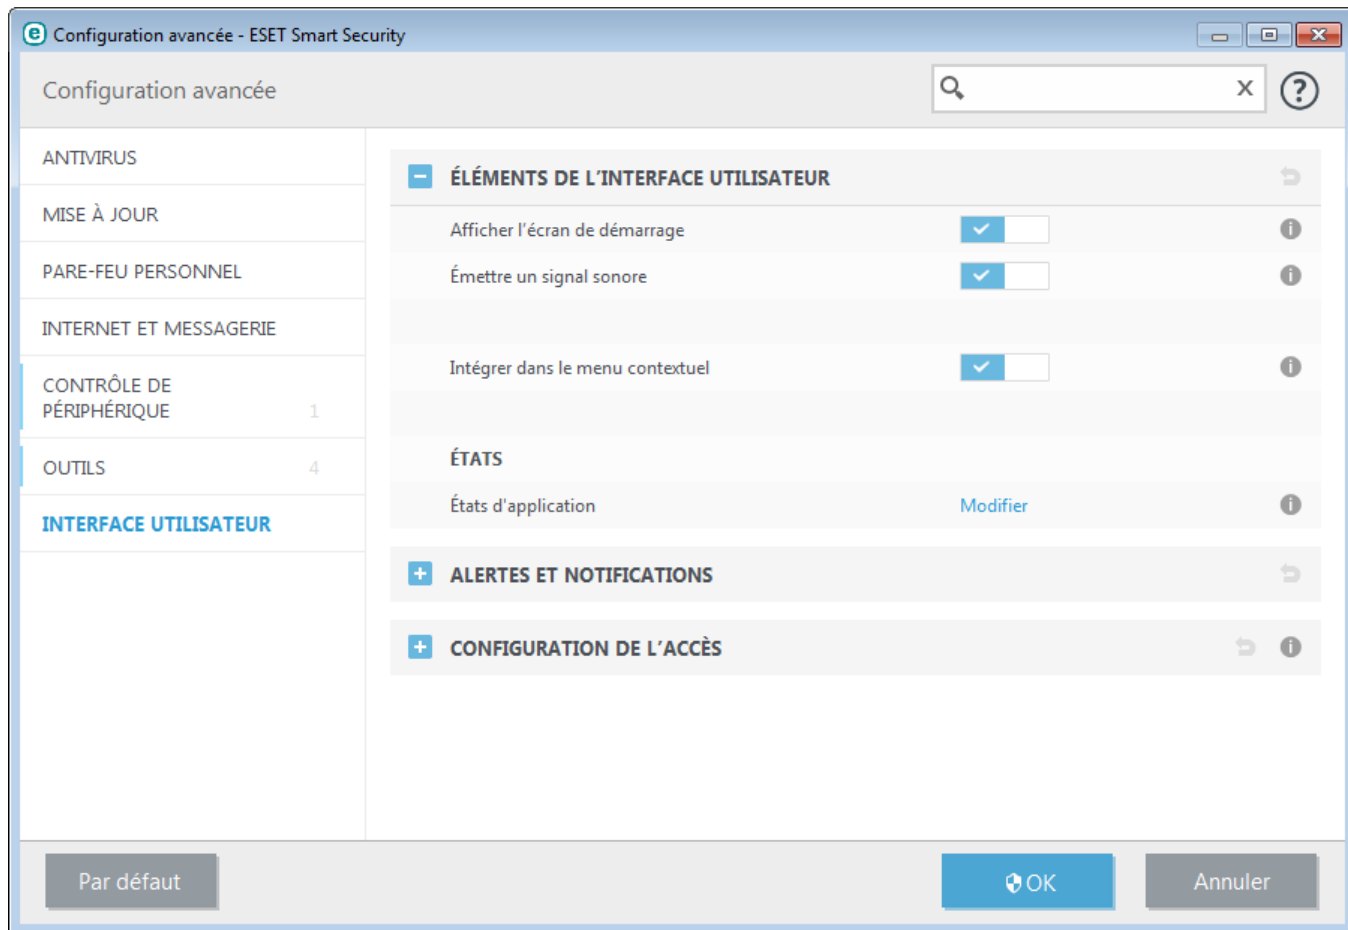 Configuration avancée - ESET Smart Security
Configuration avancée
ANTIVIRUS
MISE À JOUR
PARE-FEU PERSONNEL
INTERNET ET MESSAGERIE
CONTRÔLE DE
PÉRIPHÉRIQUE 1
OUTILS 4
INTERFACE UTILISATEUR
ÉLÉMENTS DE L’INTERFACE UTILISATEUR
Afficher l’écran de démarrage
Émettre un signal sonore
Intégrer dans le menu contextuel
ÉTATS
États d'application Modifier
ALERTES ET NOTIFICATIONS
CONFIGURATION DE L’ACCÈS
Par défaut OK Annuler